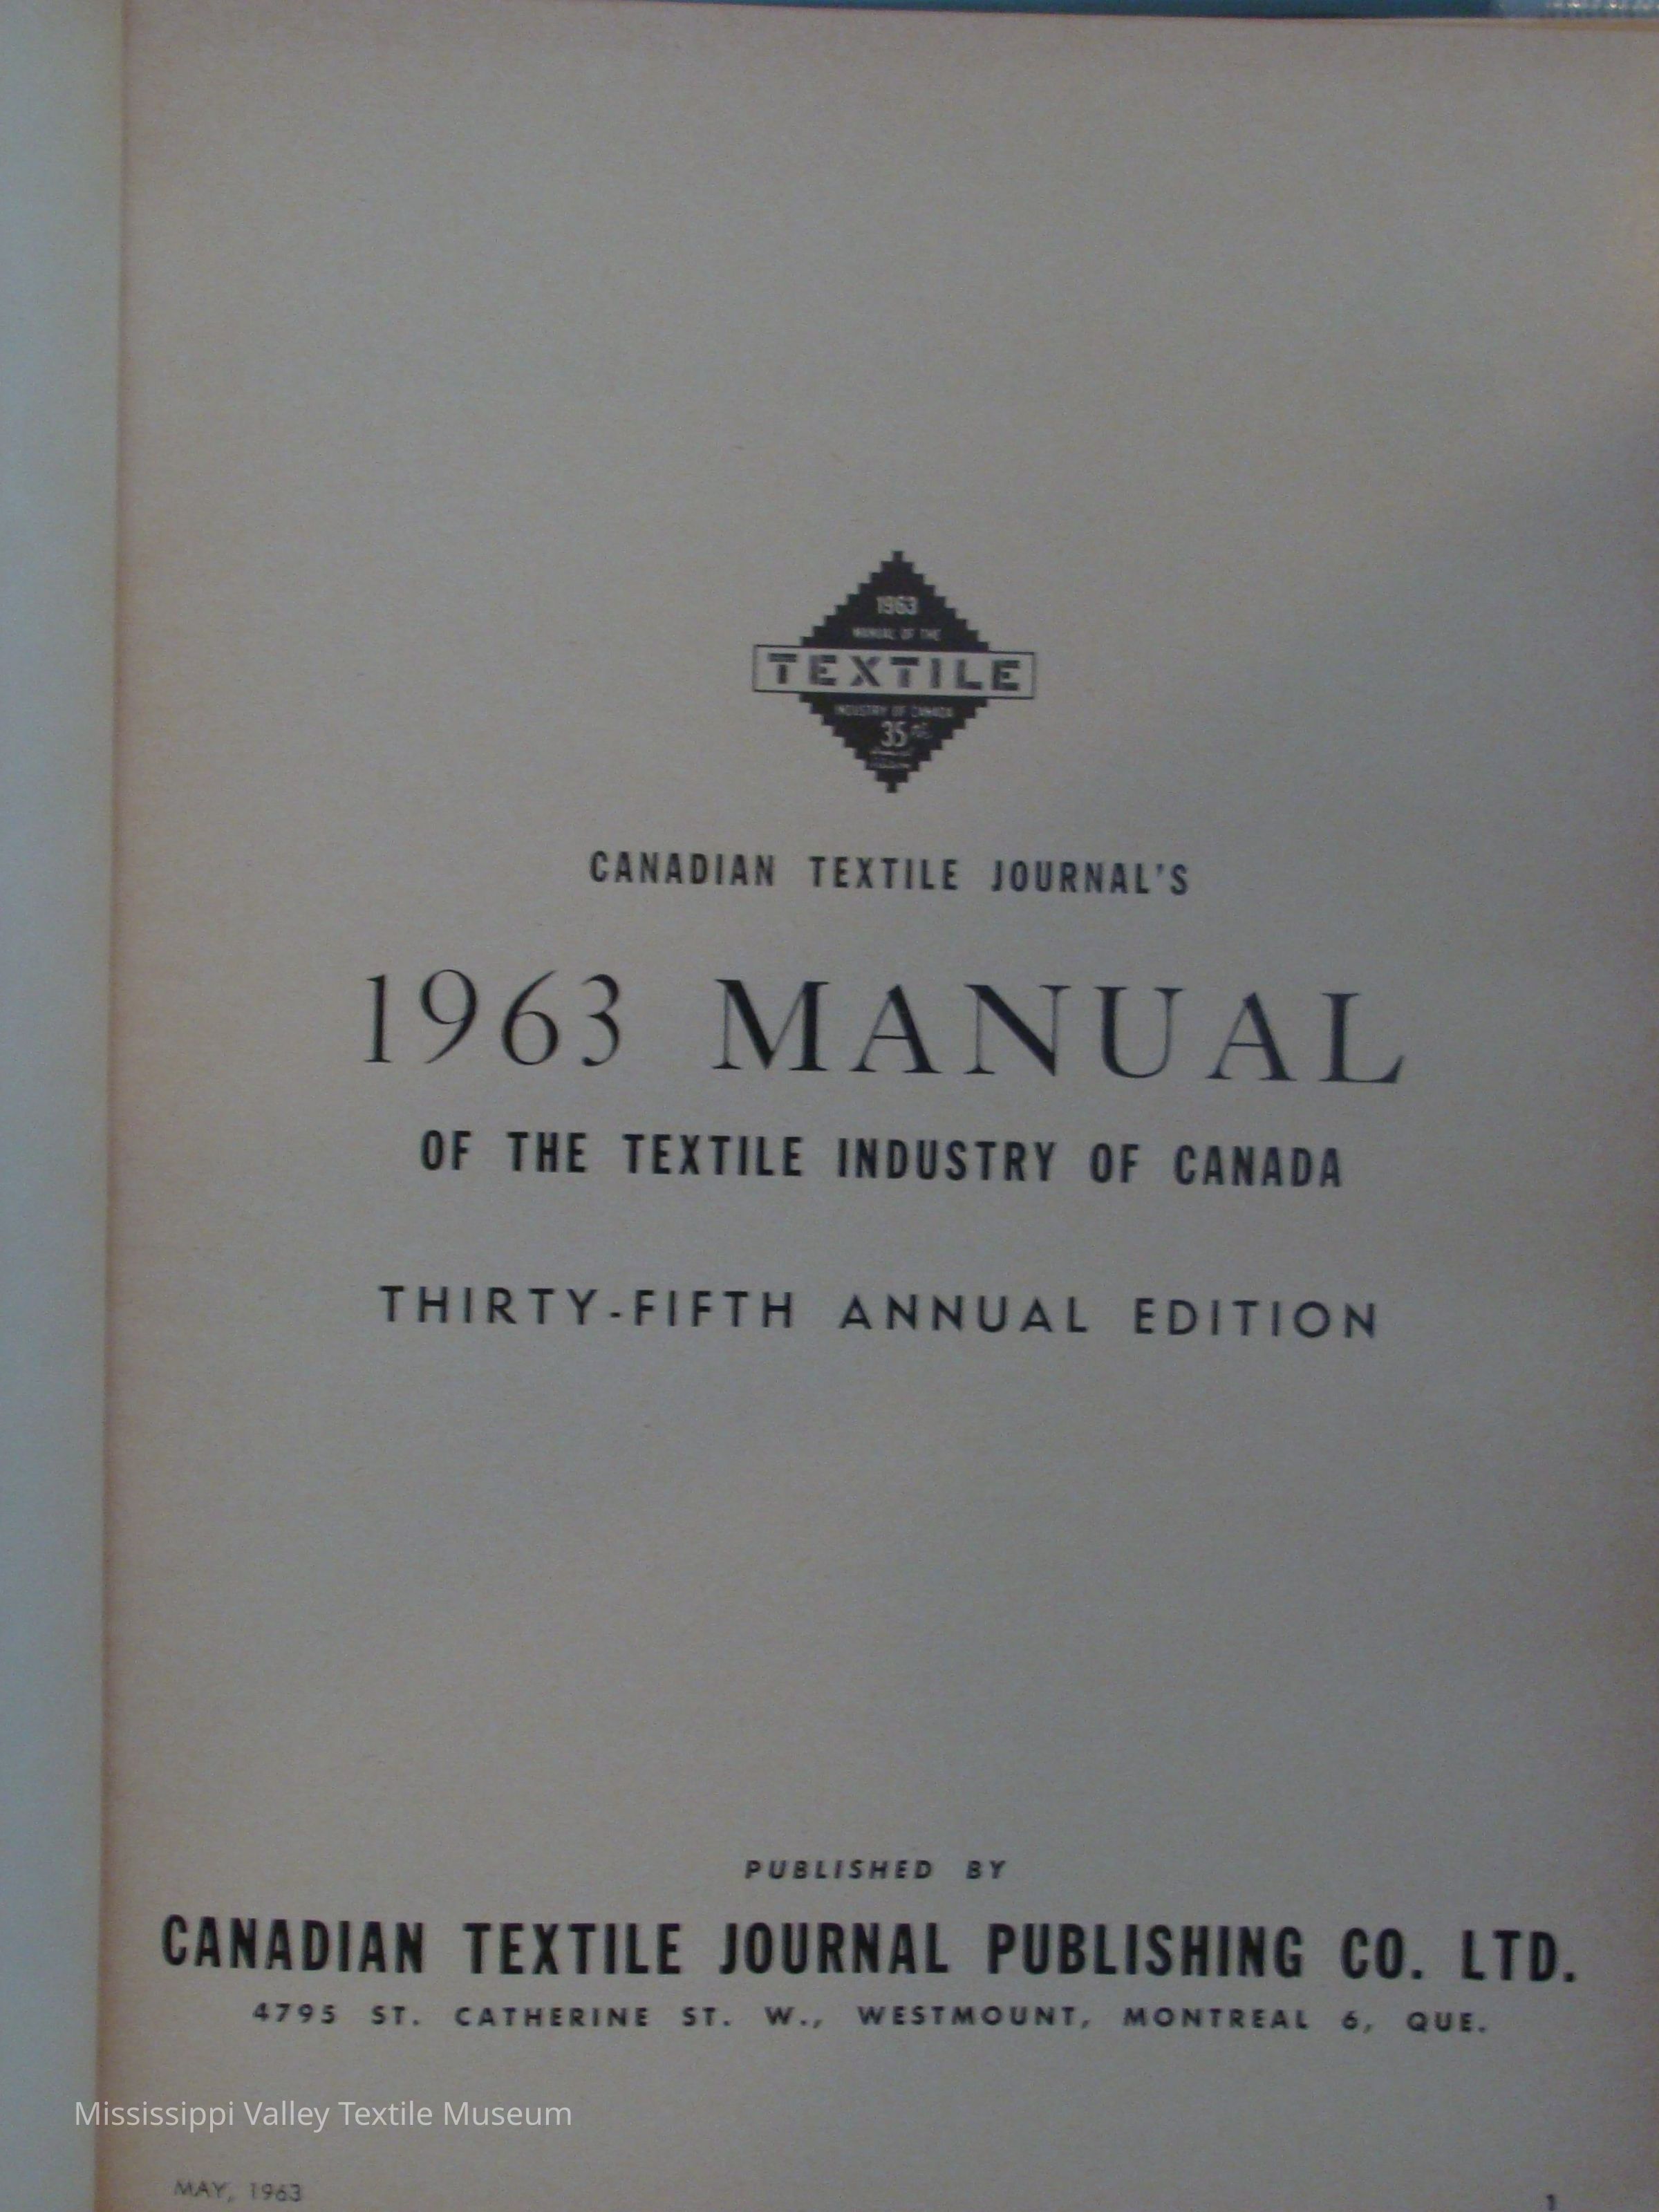 1963
MANUAL OF THE
TEXTILE
INDUSTRY OF CANADA
35
CANADIAN TEXTILE JOURNAL'S
1963 MANUAL
OF THE TEXTILE INDUSTRY OF CANADA
THIRTY-FIFTH ANNUAL EDITION
PUBLISHED BY
CANADIAN TEXTILE JOURNAL PUBLISHING CO. LTD.
4795 ST. CATHERINE ST. W., WESTMOUNT, MONTREAL 6, QUE.
Mississippi Valley Textile Museum
MAY, 1963
1